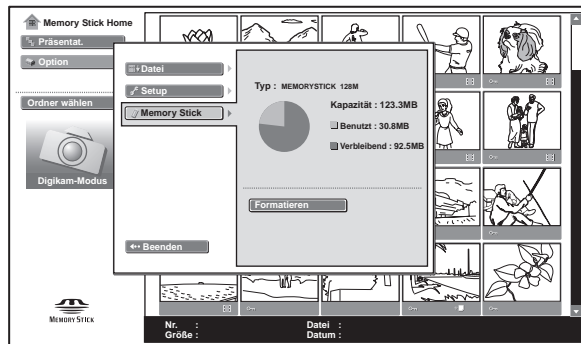 Memory Stick Home
Präsentat.
Option
Ordner wählen
Digikam-Modus
MEMORY STICK
Datei
Setup
Memory Stick
Beenden
Typ : MEMORYSTICK 128M
Kapazität : 123.3MB
Benutzt : 30.8MB
Verbleibend : 92.5MB
Formatieren
Nr. :
Größe :
Datei :
Datum :